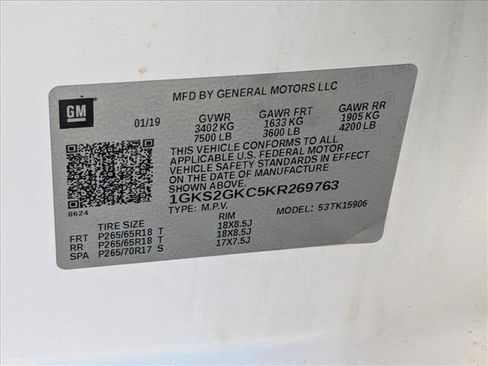 GM
MFD BY GENERAL MOTORS LLC
01/19 GVWR GAWR FRT GAWR RR
3402 KG 1633 KG 1905 KG
7500 LB 3600 LB 4200 LB
THIS VEHICLE CONFORMS TO ALL
APPLICABLE U.S. FEDERAL MOTOR
VEHICLE SAFETY STANDARDS IN EFFECT
ON THE DATE OF MANUFACTURE
SHOWN ABOVE.
1GKS2GKC5KR269763
8624
TYPE: M.P.V. MODEL: 53TK15906
TIRE SIZE RIM
FRT P265/65R18 T 18X8.5J
RR P265/65R18 T 18X8.5J
SPA P265/70R17 S 17X7.5J